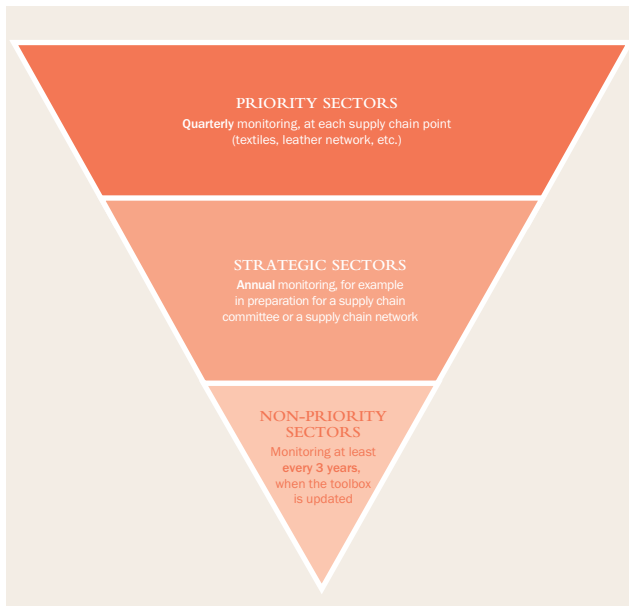 PRIORITY SECTORS
Quarterly monitoring, at each supply chain point
(textiles, leather network, etc.)
STRATEGIC SECTORS
Annual monitoring, for example
in preparation for a supply chain
committee or a supply chain network
NON-PRIORITY
SECTORS
Monitoring at least
every 3 years,
when the toolbox
is updated